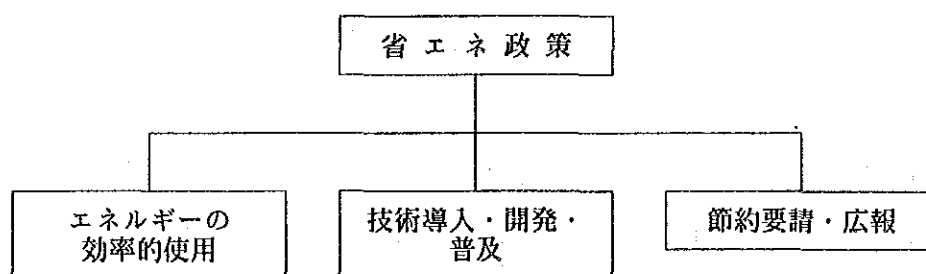 省エネ政策
エネルギーの
効率的使用
技術導入・開発・
普及
節約要請・広報